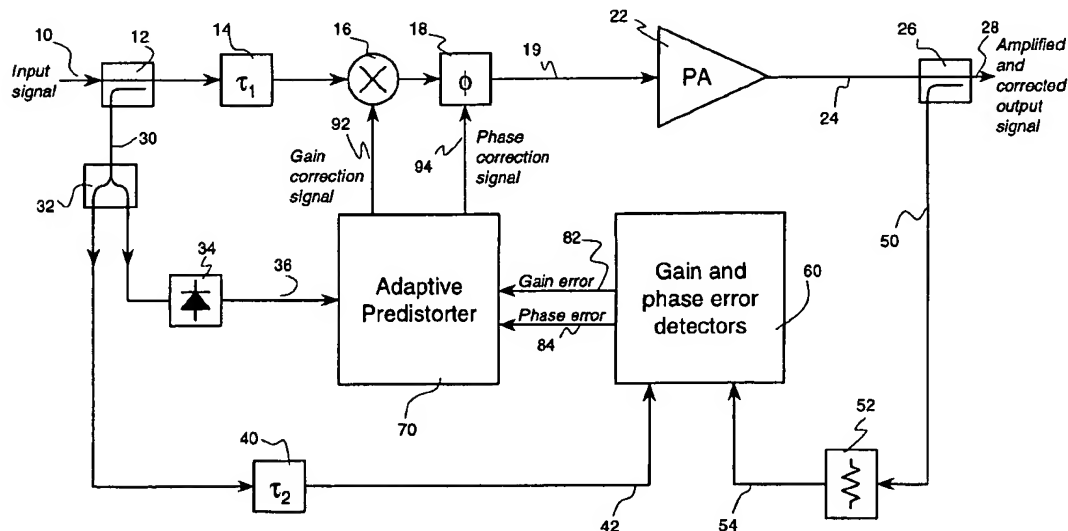 10
12
14
16
18
22
26
28
Input
signal
τ1
ϕ
19
PA
24
Amplified
and
corrected
output
signal
30
92
94
Gain
correction
signal
Phase
correction
signal
32
34
36
Adaptive
Predistorter
82
Gain error
Phase error
84
Gain and
phase error
detectors
60
50
70
40
τ2
42
52
54